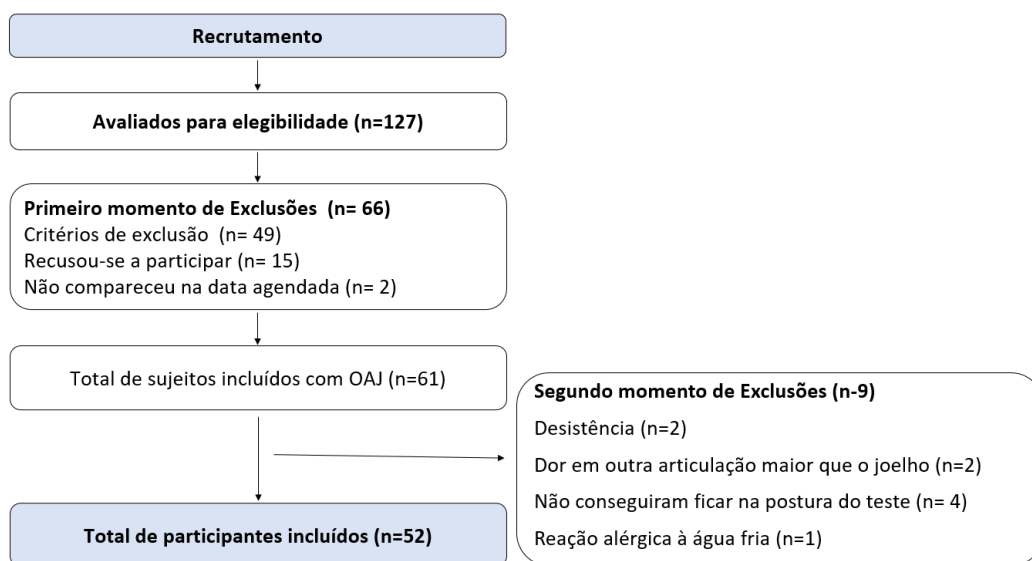 Recrutamento
Avaliados para elegibilidade (n=127)
Primeiro momento de Exclusões (n= 66)
Critérios de exclusão (n= 49)
Recusou-se a participar (n= 15)
Não compareceu na data agendada (n= 2)
Total de sujeitos incluídos com OAJ (n=61)
Segundo momento de Exclusões (n-9)
Desistência (n=2)
Dor em outra articulação maior que o joelho (n=2)
Não conseguiram ficar na postura do teste (n= 4)
Reação alérgica à água fria (n=1)
Total de participantes incluídos (n=52)